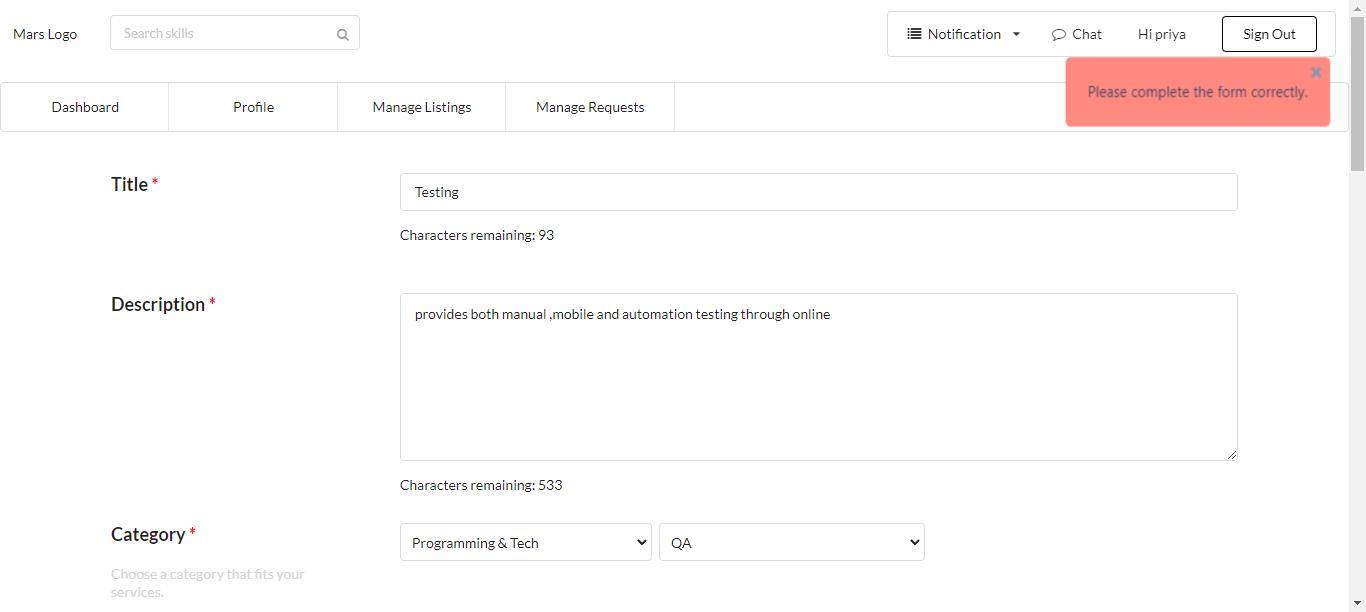 Mars Logo
Search skills
Notification
Chat
Hi priya
Sign Out
Please complete the form correctly.
Dashboard
Profile
Manage Listings
Manage Requests
Title *
Testing
Characters remaining: 93
Description *
provides both manual ,mobile and automation testing through online
Characters remaining: 533
Category *
Programming & Tech
QA
Choose a category that fits your
services.